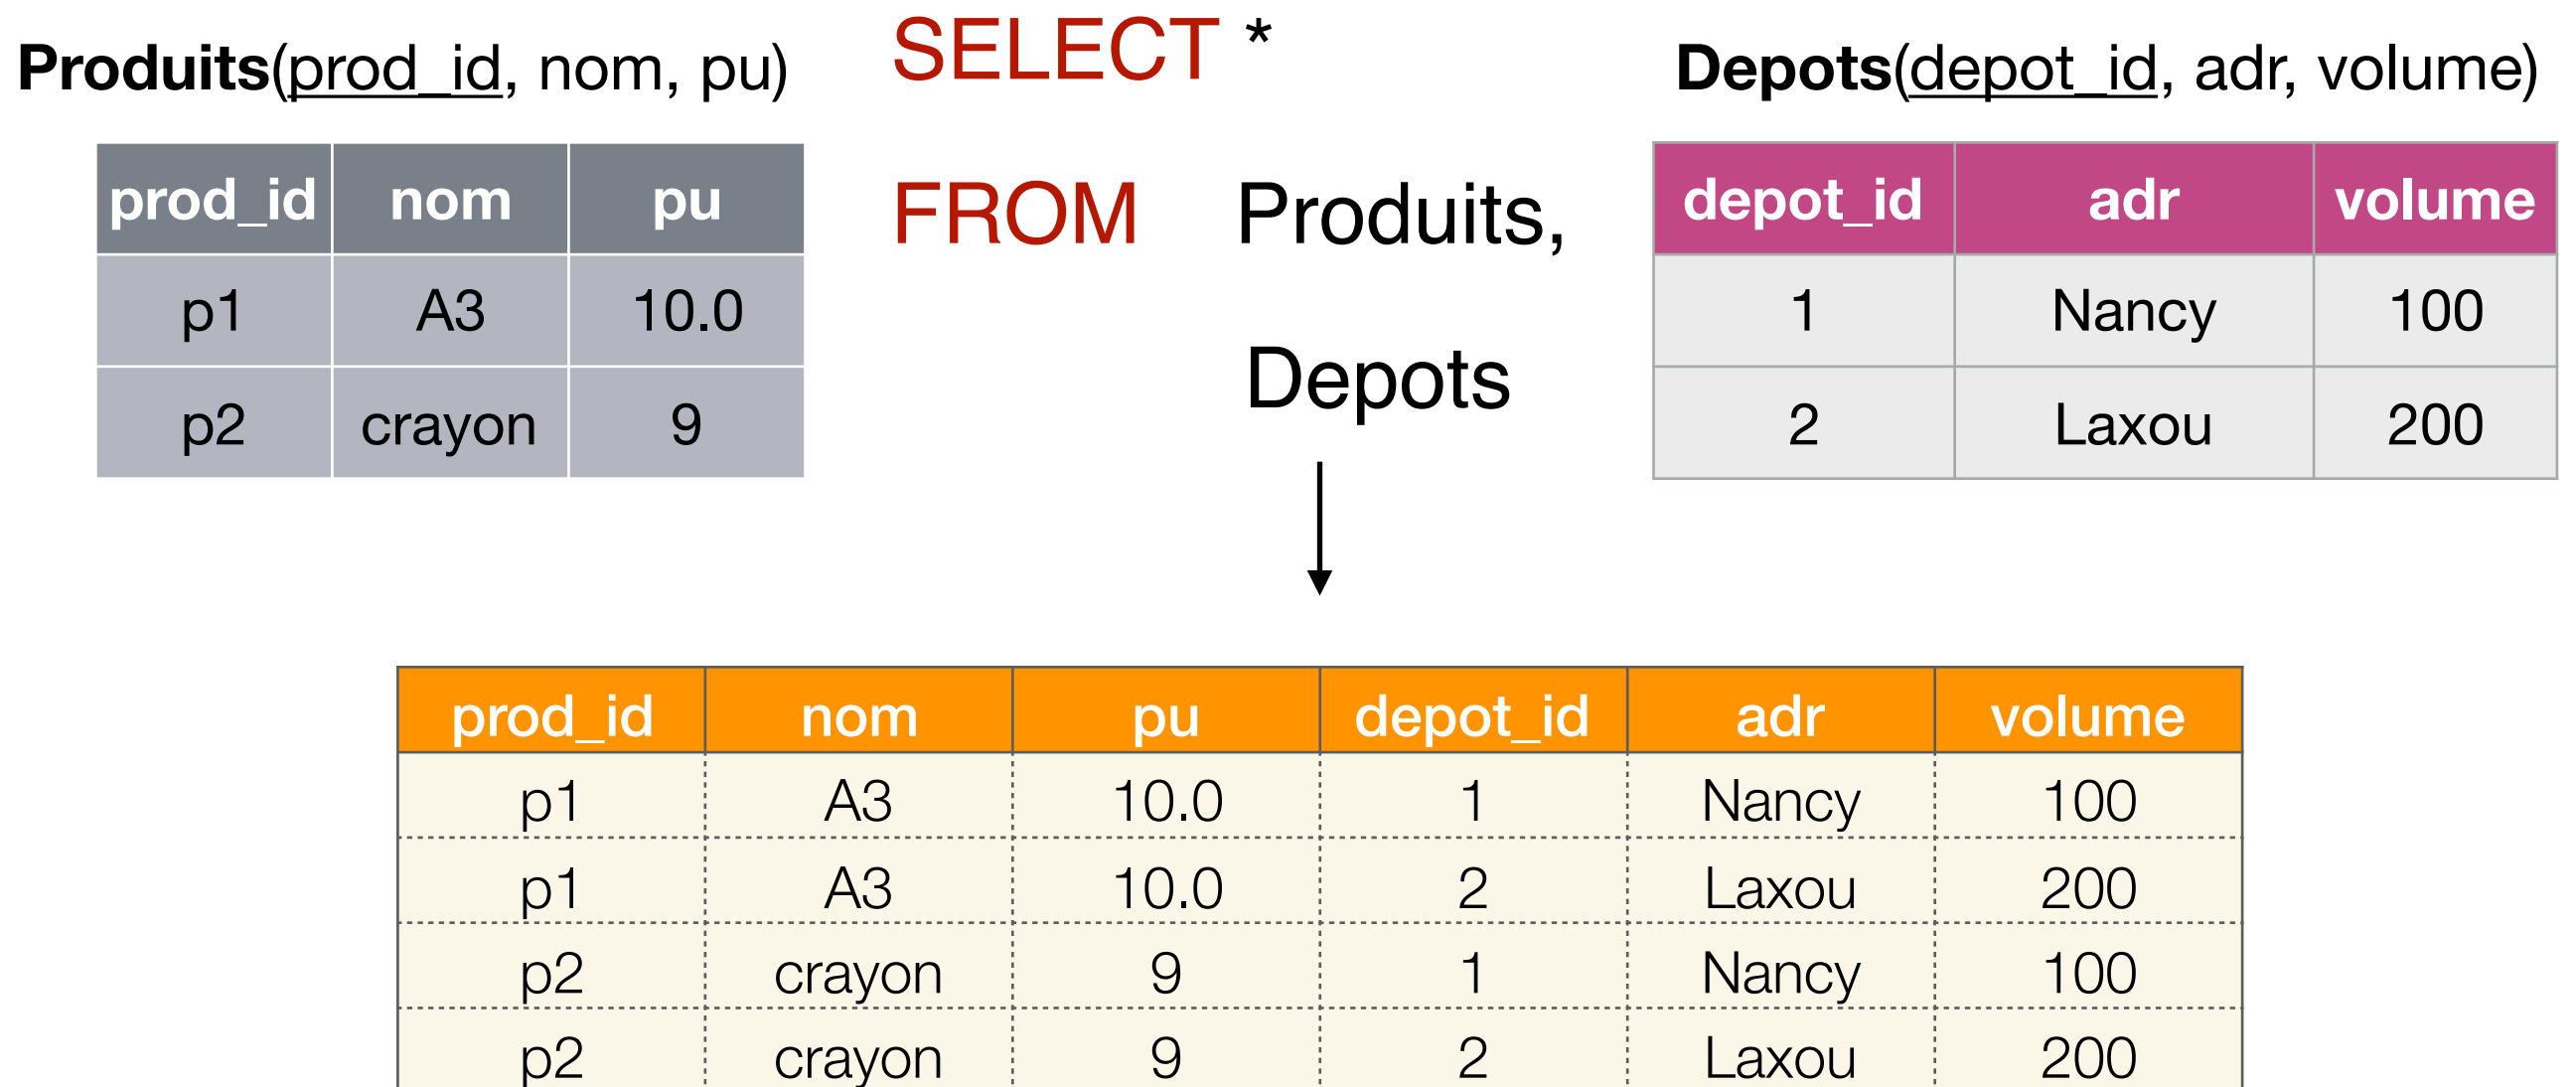 Produits(prod_id, nom, pu)
SELECT *
Depots(depot_id, adr, volume)
prod_id nom pu
p1 A3 10.0
p2 crayon 9
FROM Produits,
Depots
depot_id adr volume
1 Nancy 100
2 Laxou 200
prod_id nom pu depot_id adr volume
p1 A3 10.0 1 Nancy 100
p1 A3 10.0 2 Laxou 200
p2 crayon 9 1 Nancy 100
p2 crayon 9 2 Laxou 200